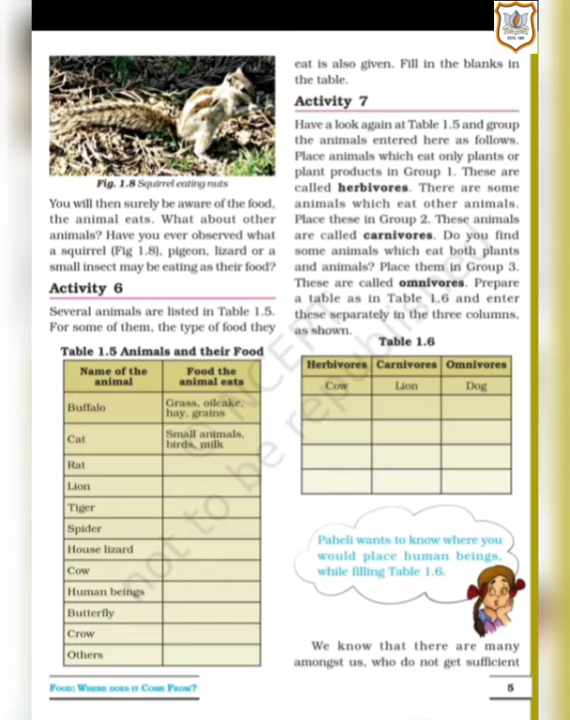 Fig. 1.8 Squirrel eating nuts
You will then surely be aware of the food,
the animal eats. What about other
animals? Have you ever observed what
a squirrel (Fig 1.8), pigeon, lizard or a
small insect may be eating as their food?
Activity 6
Several animals are listed in Table 1.5.
For some of them, the type of food they
Table 1.5 Animals and their Food
Name of the animal Food the animal eats
Buffalo Grass, oilcake, hay, grains
Cat Small animals, birds, milk
Rat
Lion
Tiger
Spider
House lizard
Cow
Human beings
Butterfly
Crow
Others
eat is also given. Fill in the blanks in
the table.
Activity 7
Have a look again at Table 1.5 and group
the animals entered here as follows.
Place animals which eat only plants or
plant products in Group 1. These are
called herbivores. There are some
animals which eat other animals.
Place these in Group 2. These animals
are called carnivores. Do you find
some animals which eat both plants
and animals? Place them in Group 3.
These are called omnivores. Prepare
a table as in Table 1.6 and enter
these separately in the three columns,
as shown.
Table 1.6
Herbivores Carnivores Omnivores
Cow Lion Dog
Paheli wants to know where you
would place human beings,
while filling Table 1.6.
We know that there are many
amongst us, who do not get sufficient
FOOD: WHERE DOES IT COME FROM?
5
© NCERT
not to be republished